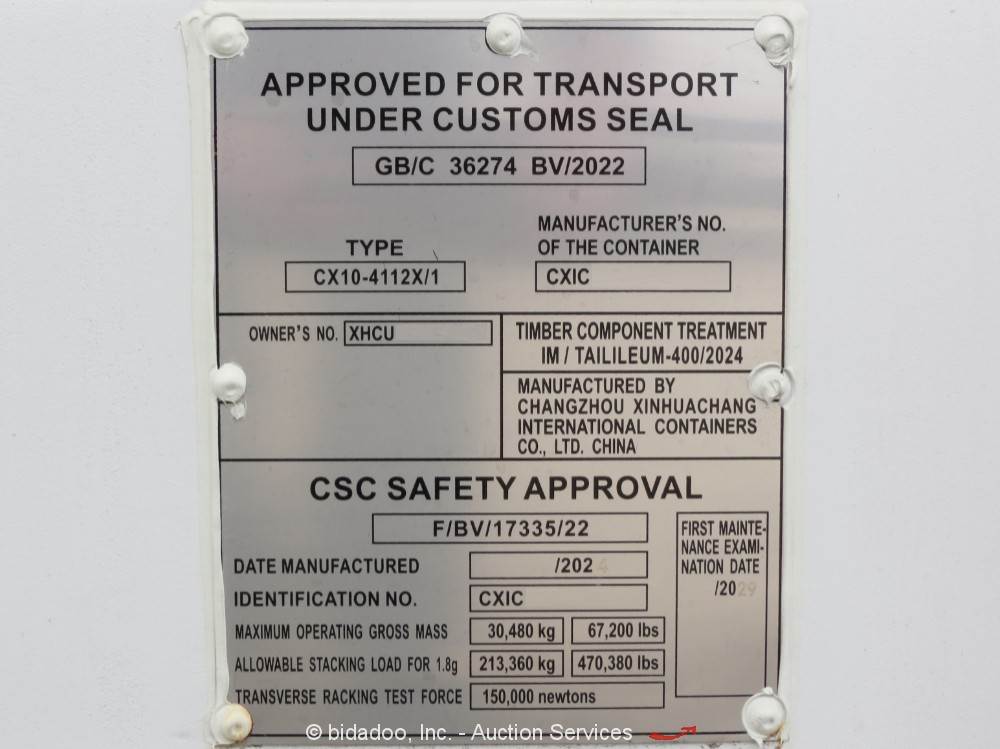 APPROVED FOR TRANSPORT
UNDER CUSTOMS SEAL
GB/C 36274 BV/2022
TYPE
CX10-4112X/1
MANUFACTURER'S NO.
OF THE CONTAINER
CXIC
OWNER'S NO. XHCU
TIMBER COMPONENT TREATMENT
IM / TAILILEUM-400/2024
MANUFACTURED BY
CHANGZHOU XINHUACHANG
INTERNATIONAL CONTAINERS
CO., LTD. CHINA
CSC SAFETY APPROVAL
F/BV/17335/22
DATE MANUFACTURED /2024
IDENTIFICATION NO. CXIC
MAXIMUM OPERATING GROSS MASS 30,480 kg 67,200 lbs
ALLOWABLE STACKING LOAD FOR 1.8g 213,360 kg 470,380 lbs
TRANSVERSE RACKING TEST FORCE 150,000 newtons
FIRST MAINTE-
NANCE EXAMI-
NATION DATE
/2029
© bidadoo, Inc. - Auction Services